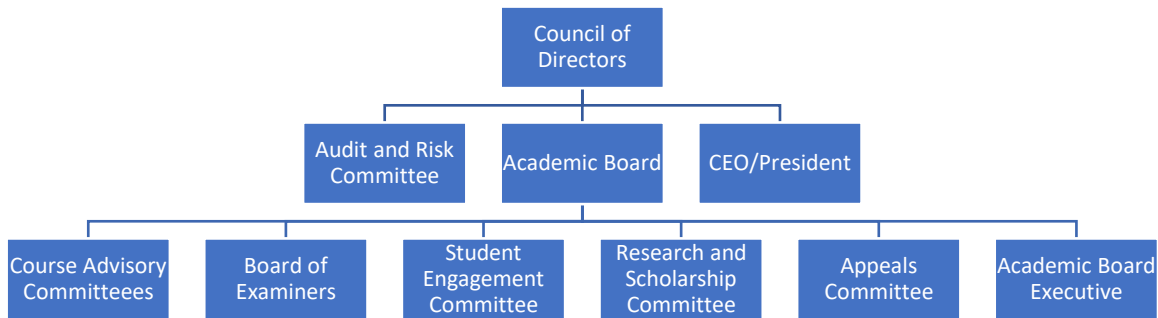 Council of
Directors
Audit and Risk
Committee
Academic Board
CEO/President
Course Advisory
Committeees
Board of
Examiners
Student
Engagement
Committee
Research and
Scholarship
Committee
Appeals
Committee
Academic Board
Executive